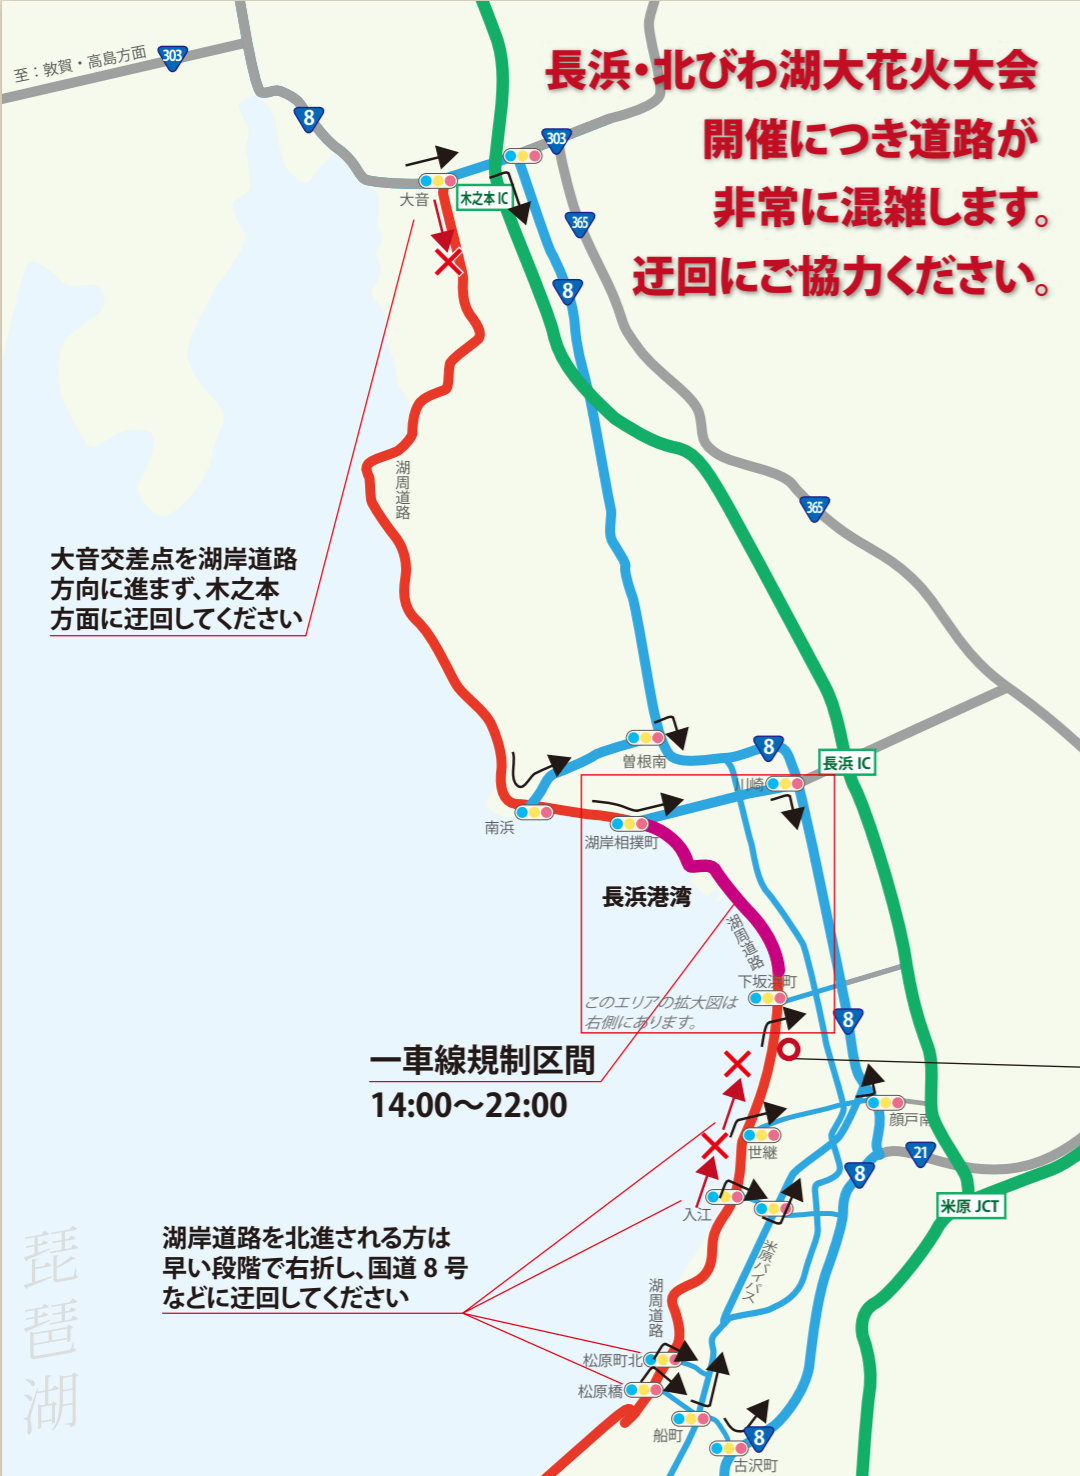 長浜・北びわ湖大花火大会
開催につき道路が
非常に混雑します。
迂回にご協力ください。
至：敦賀・高島方面
303
8
303
大音
木之本 IC
365
8
365
湖周道路
大音交差点を湖岸道路
方向に進まず、木之本
方面に迂回してください
曽根南
8
長浜 IC
川崎
南浜
湖岸相撲町
長浜港湾
湖周道路
下坂浜町
このエリアの拡大図は
右側にあります。
8
一車線規制区間
14:00〜22:00
顔戸南
世継
21
8
入江
米原 JCT
湖岸道路を北進される方は
早い段階で右折し、国道 8 号
などに迂回してください
米原バイパス
湖周道路
琵琶湖
松原町北
松原橋
船町
8
古沢町